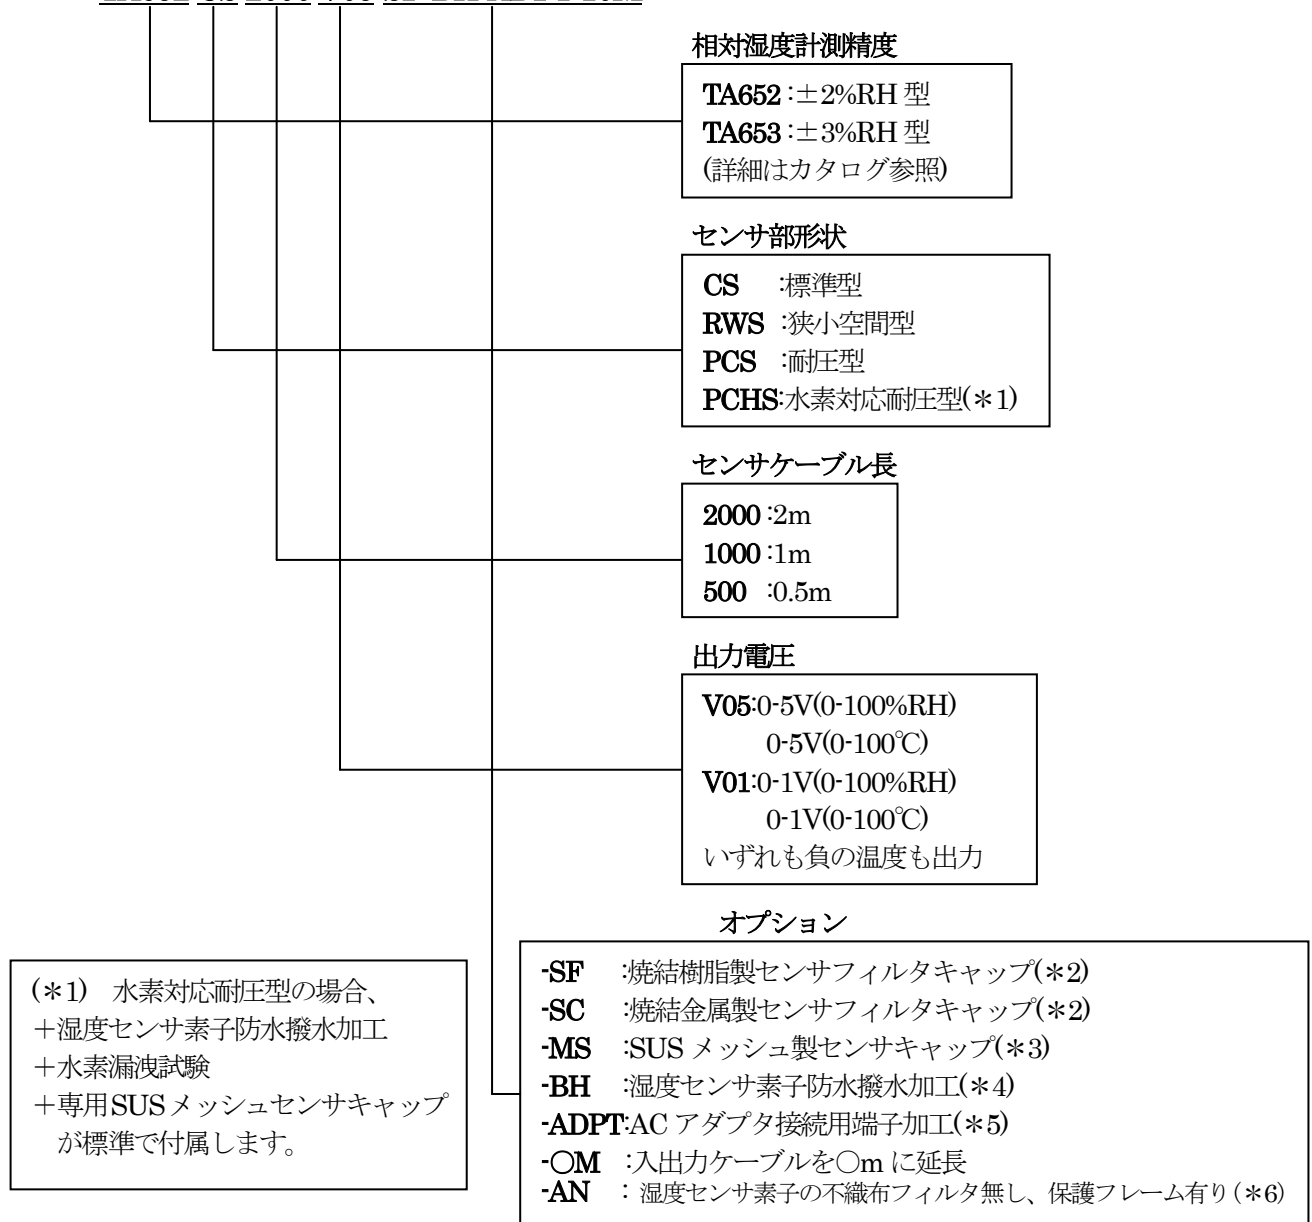 相対湿度計測精度
TA652:±2%RH 型
TA653:±3%RH 型
(詳細はカタログ参照)
センサ部形状
CS :標準型
RWS :狭小空間型
PCS :耐圧型
PCHS:水素対応耐圧型(＊1)
センサケーブル長
2000:2m
1000:1m
500 :0.5m
出力電圧
V05:0-5V(0-100%RH)
0-5V(0-100℃)
V01:0-1V(0-100%RH)
0-1V(0-100℃)
いずれも負の温度も出力
オプション
-SF :焼結樹脂製センサフィルタキャップ(＊2)
-SC :焼結金属製センサフィルタキャップ(＊2)
-MS :SUS メッシュ製センサキャップ(＊3)
-BH :湿度センサ素子防水撥水加工(＊4)
-ADPT:AC アダプタ接続用端子加工(＊5)
-○M :入出力ケーブルを○m に延長
-AN : 湿度センサ素子の不織布フィルタ無し、保護フレーム有り(＊6)
(＊1) 水素対応耐圧型の場合、
＋湿度センサ素子防水撥水加工
＋水素漏洩試験
＋専用SUSメッシュセンサキャップ
が標準で付属します。